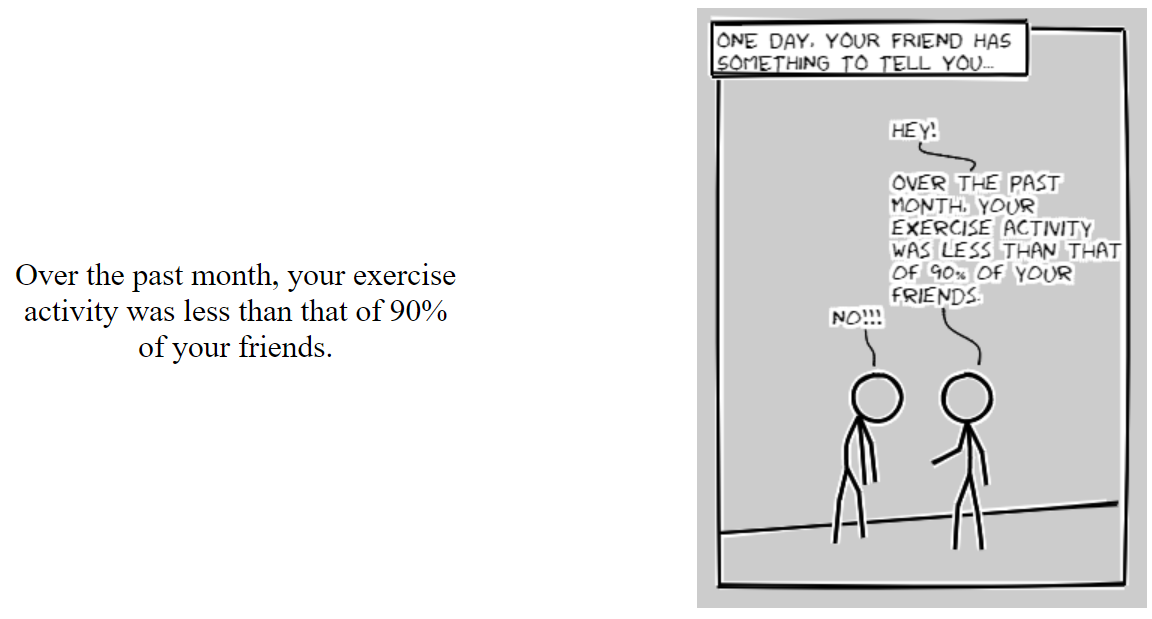 Over the past month, your exercise
activity was less than that of 90%
of your friends.
ONE DAY, YOUR FRIEND HAS
SOMETHING TO TELL YOU...
HEY!
OVER THE PAST
MONTH, YOUR
EXERCISE ACTIVITY
WAS LESS THAN THAT
OF 90% OF YOUR
FRIENDS.
NO!!!